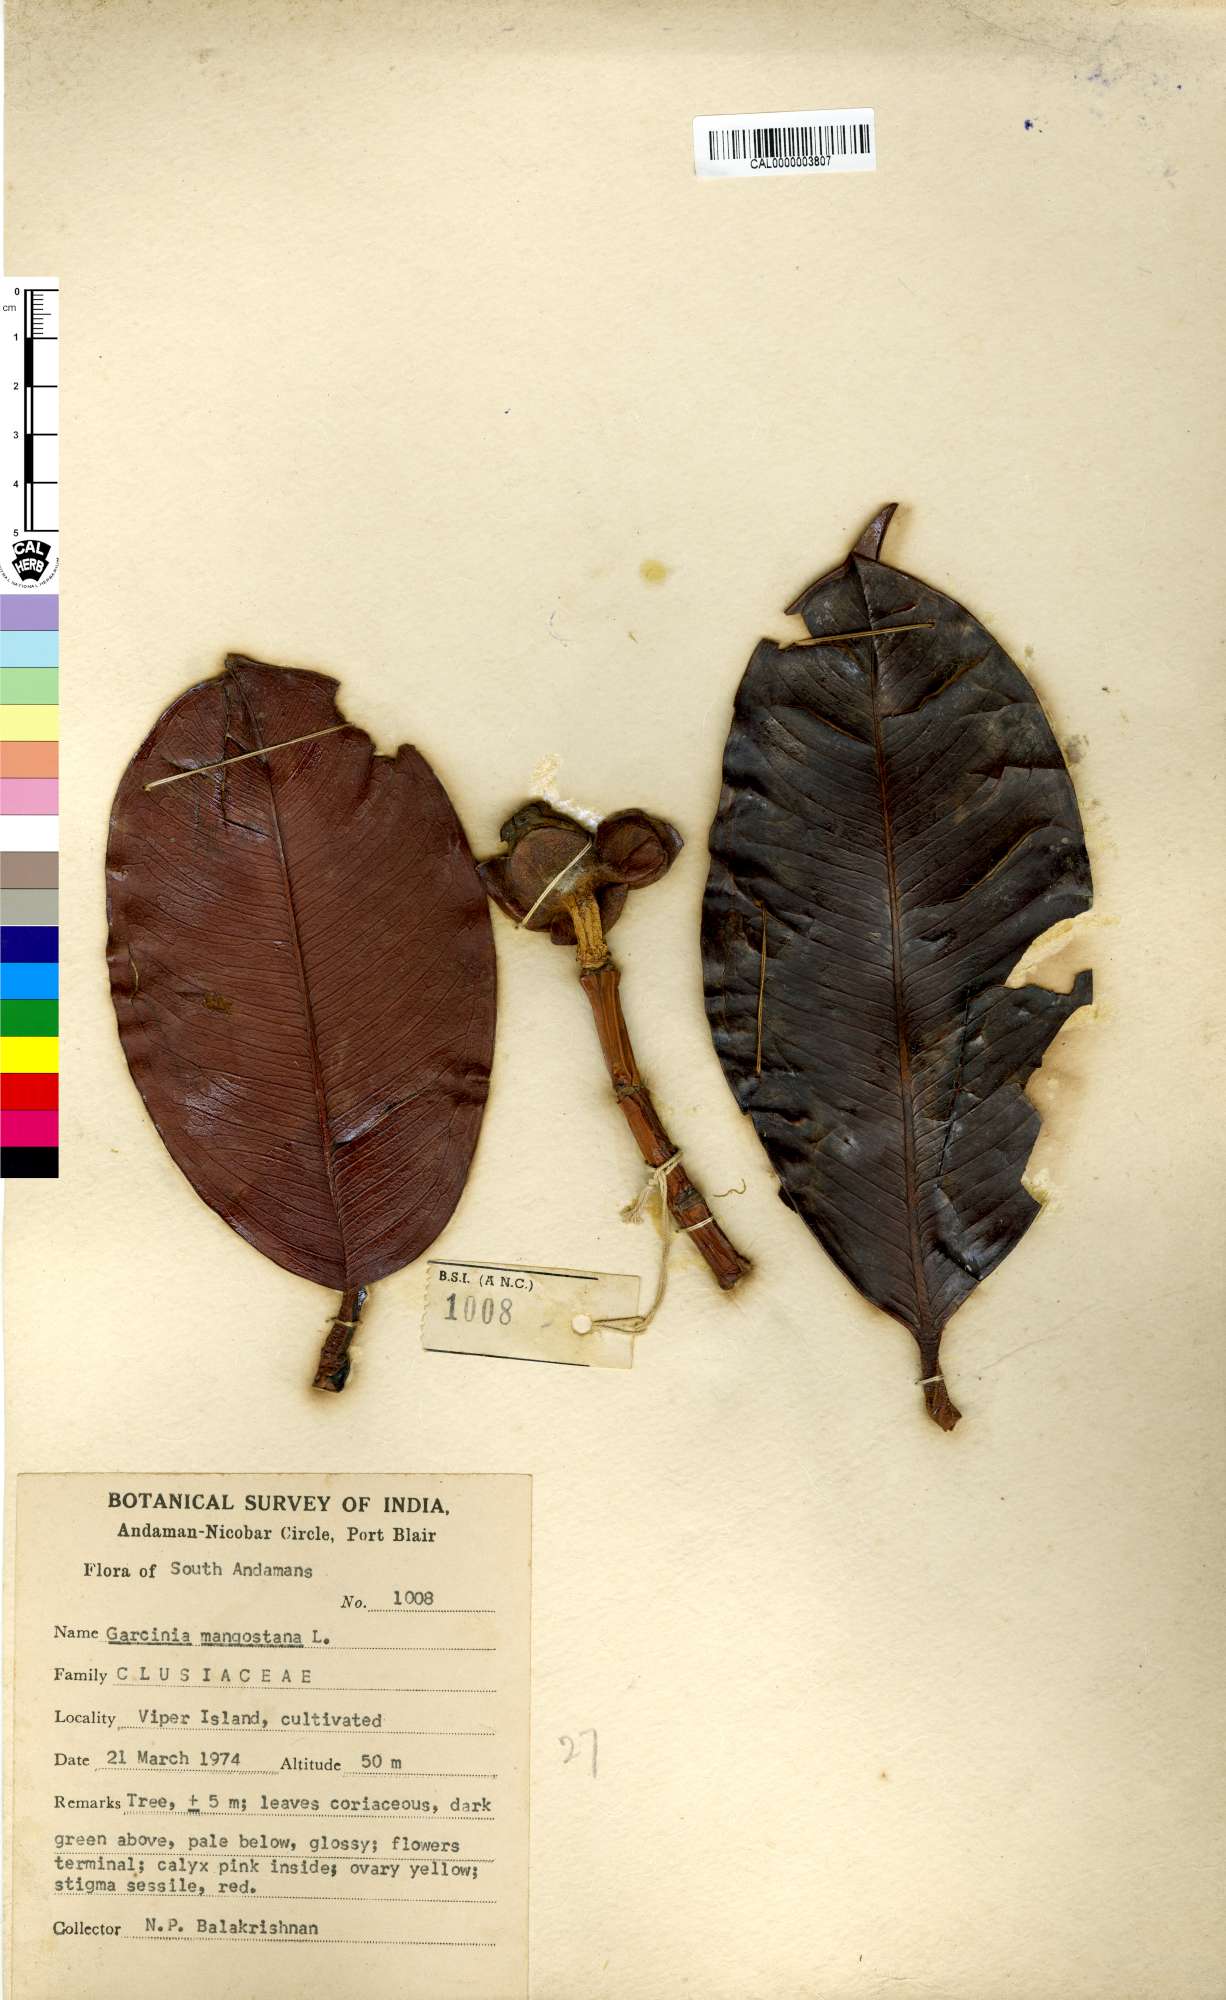 CAL0000003807
0
cm
1
2
3
4
5
CAL
HERB
B.S.I. (A N.C.)
1008
BOTANICAL SURVEY OF INDIA,
Andaman-Nicobar Circle, Port Blair
Flora of South Andamans
No. 1008
Name Garcinia mangostana L.
Family CLUSIACEAE
Locality Viper Island, cultivated
Date 21 March 1974 Altitude 50 m
Remarks Tree, ± 5 m; leaves coriaceous, dark
green above, pale below, glossy; flowers
terminal; calyx pink inside; ovary yellow;
stigma sessile, red.
Collector N.P. Balakrishnan
27